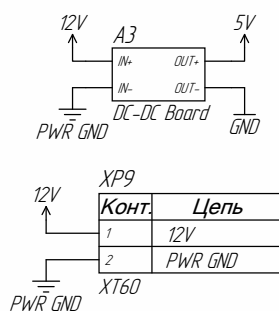 12V
A3
5V
IN+
OUT+
IN-
OUT-
PWR GND
DC-DC Board
GND
XP9
12V
Конт. Цепь
1 12V
2 PWR GND
PWR GND
XT60